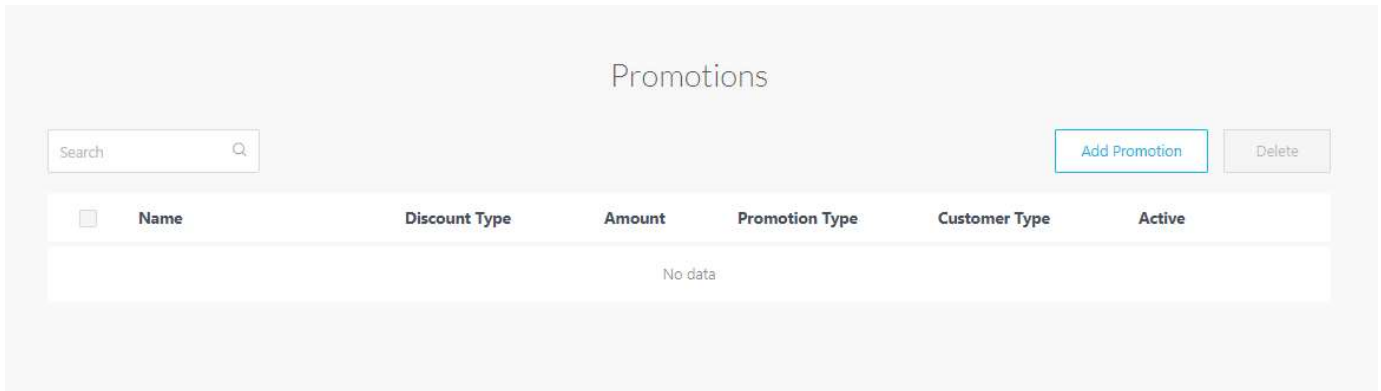 Promotions
Search
Add Promotion
Delete
Name Discount Type Amount Promotion Type Customer Type Active
No data